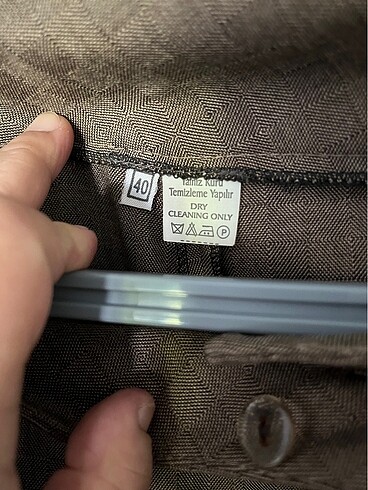 40
Yalnız Kuru
Temizleme Yapılır
DRY
CLEANING ONLY
P